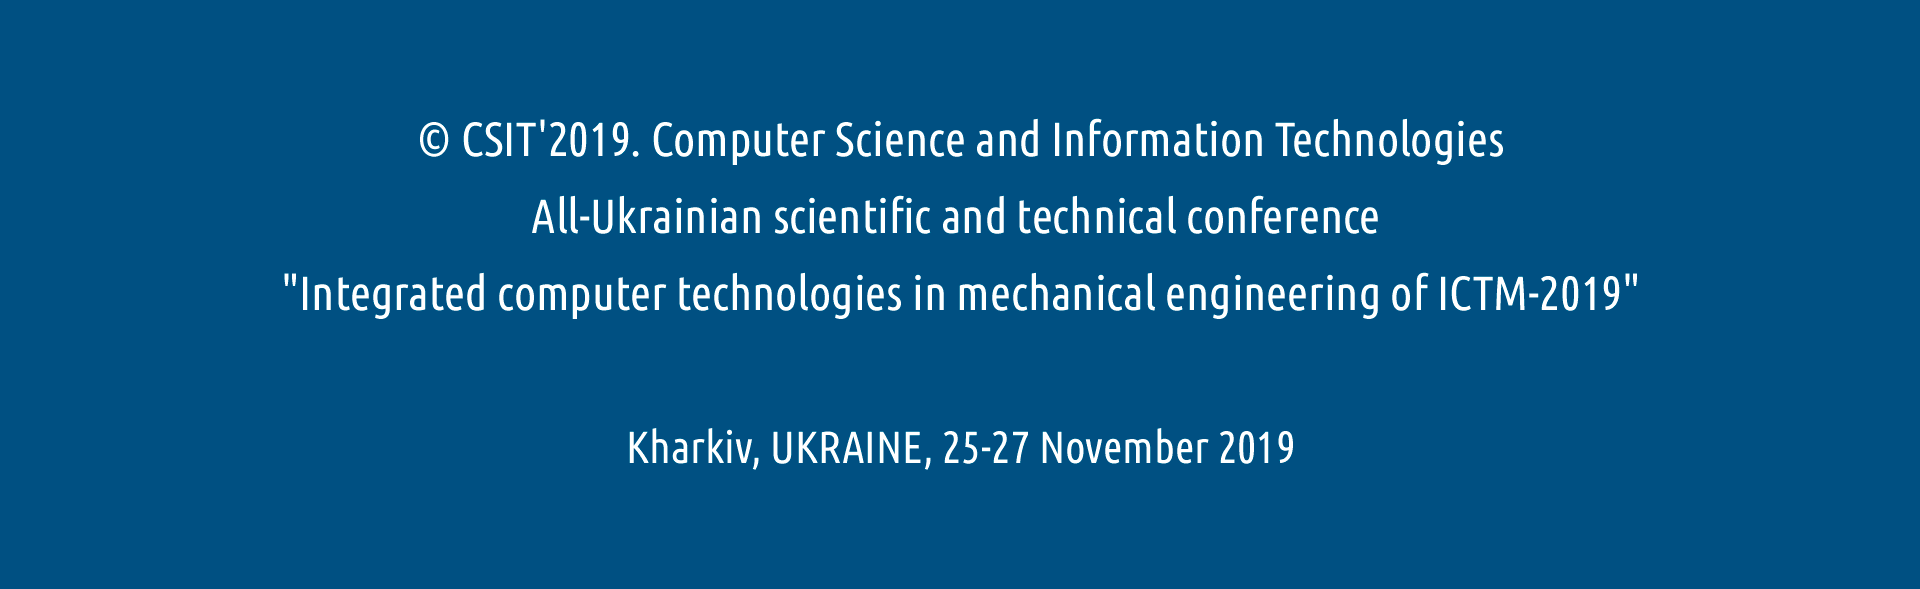 © CSIT'2019. Computer Science and Information Technologies
All-Ukrainian scientific and technical conference
"Integrated computer technologies in mechanical engineering of ICTM-2019"
Kharkiv, UKRAINE, 25-27 November 2019